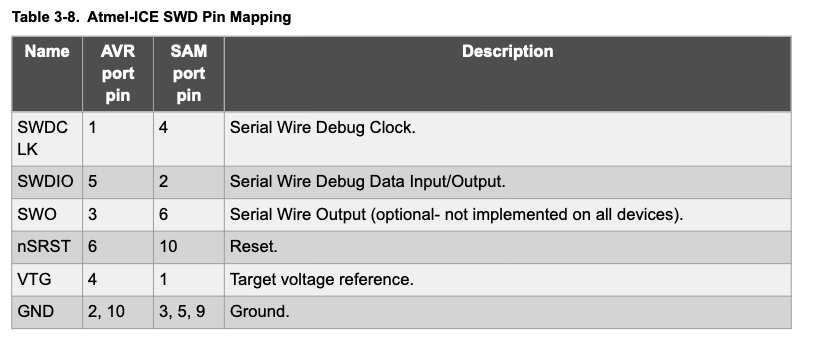 Table 3-8. Atmel-ICE SWD Pin Mapping
Name AVR port pin SAM port pin Description
SWDC LK 1 4 Serial Wire Debug Clock.
SWDIO 5 2 Serial Wire Debug Data Input/Output.
SWO 3 6 Serial Wire Output (optional- not implemented on all devices).
nSRST 6 10 Reset.
VTG 4 1 Target voltage reference.
GND 2, 10 3, 5, 9 Ground.